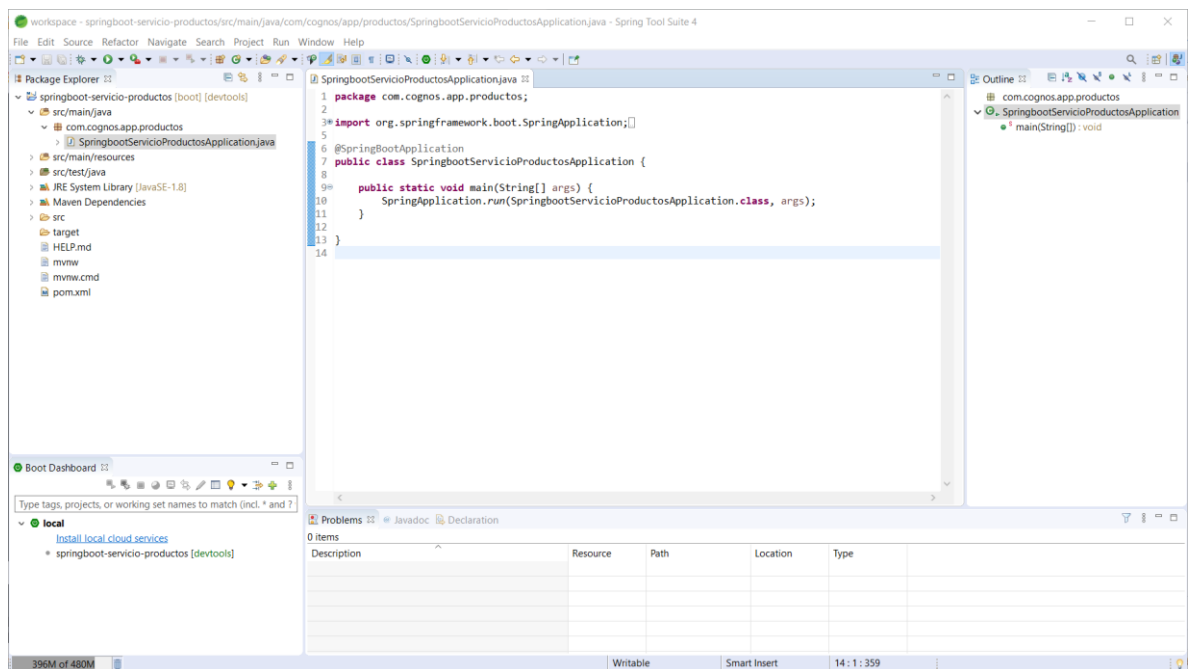 workspace - springboot-servicio-productos/src/main/java/com/cognos/app/productos/SpringbootServicioProductosApplication.java - Spring Tool Suite 4
File Edit Source Refactor Navigate Search Project Run Window Help
Package Explorer
springboot-servicio-productos [boot] [devtools]
src/main/java
com.cognos.app.productos
SpringbootServicioProductosApplication.java
src/main/resources
src/test/java
JRE System Library [JavaSE-1.8]
Maven Dependencies
src
target
HELP.md
mvnw
mvnw.cmd
pom.xml
SpringbootServicioProductosApplication.java
1 package com.cognos.app.productos;
2
3 import org.springframework.boot.SpringApplication;
5
6 @SpringBootApplication
7 public class SpringbootServicioProductosApplication {
8
9 public static void main(String[] args) {
10 SpringApplication.run(SpringbootServicioProductosApplication.class, args);
11 }
12
13 }
14
Outline
com.cognos.app.productos
SpringbootServicioProductosApplication
main(String[]) : void
Boot Dashboard
Type tags, projects, or working set names to match (incl. * and ?
local
Install local cloud services
springboot-servicio-productos [devtools]
Problems Javadoc Declaration
0 items
Description Resource Path Location Type
396M of 480M Writable Smart Insert 14 : 1 : 359